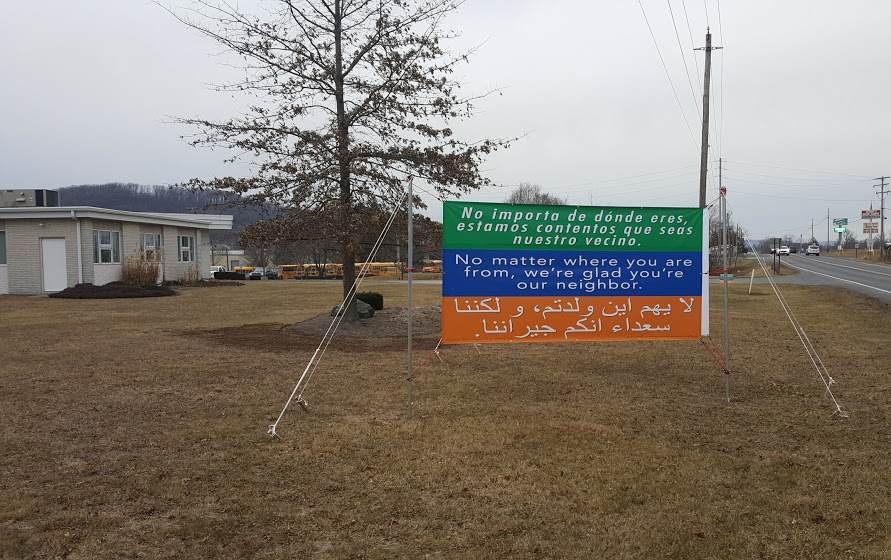 No importa de dónde eres,
estamos contentos que seas
nuestro vecino.
No matter where you are
from, we're glad you're
our neighbor.
لا يهم اين ولدتم، و لكننا
سعداء انكم جيراننا.